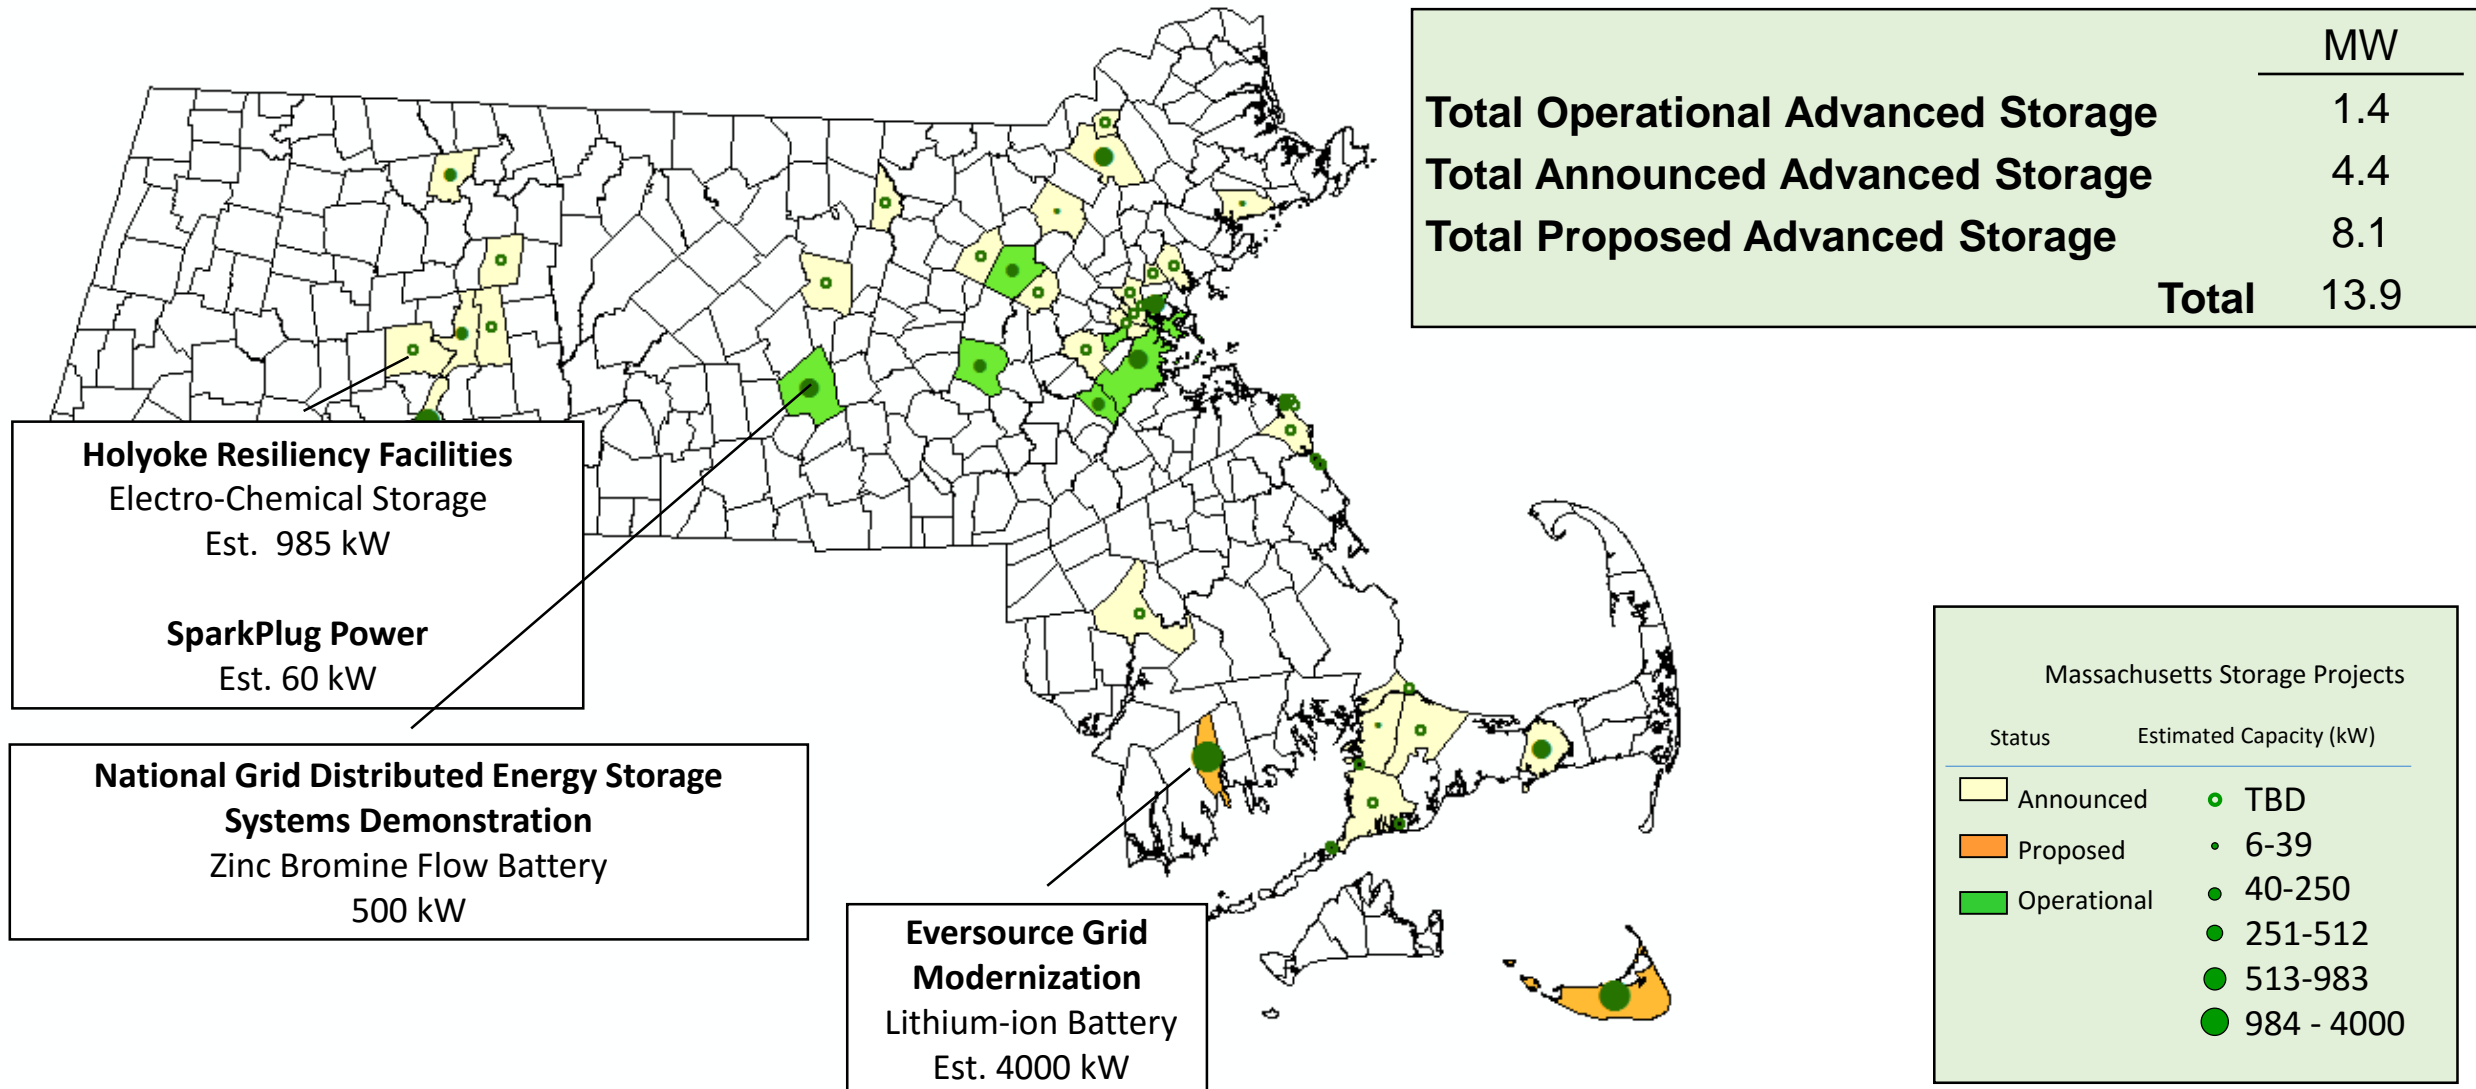 MW
Total Operational Advanced Storage 1.4
Total Announced Advanced Storage 4.4
Total Proposed Advanced Storage 8.1
Total 13.9
Holyoke Resiliency Facilities
Electro-Chemical Storage
Est. 985 kW
SparkPlug Power
Est. 60 kW
National Grid Distributed Energy Storage
Systems Demonstration
Zinc Bromine Flow Battery
500 kW
Eversource Grid
Modernization
Lithium-ion Battery
Est. 4000 kW
Massachusetts Storage Projects
Status Estimated Capacity (kW)
Announced TBD
6-39
Proposed
40-250
Operational
251-512
513-983
984 - 4000